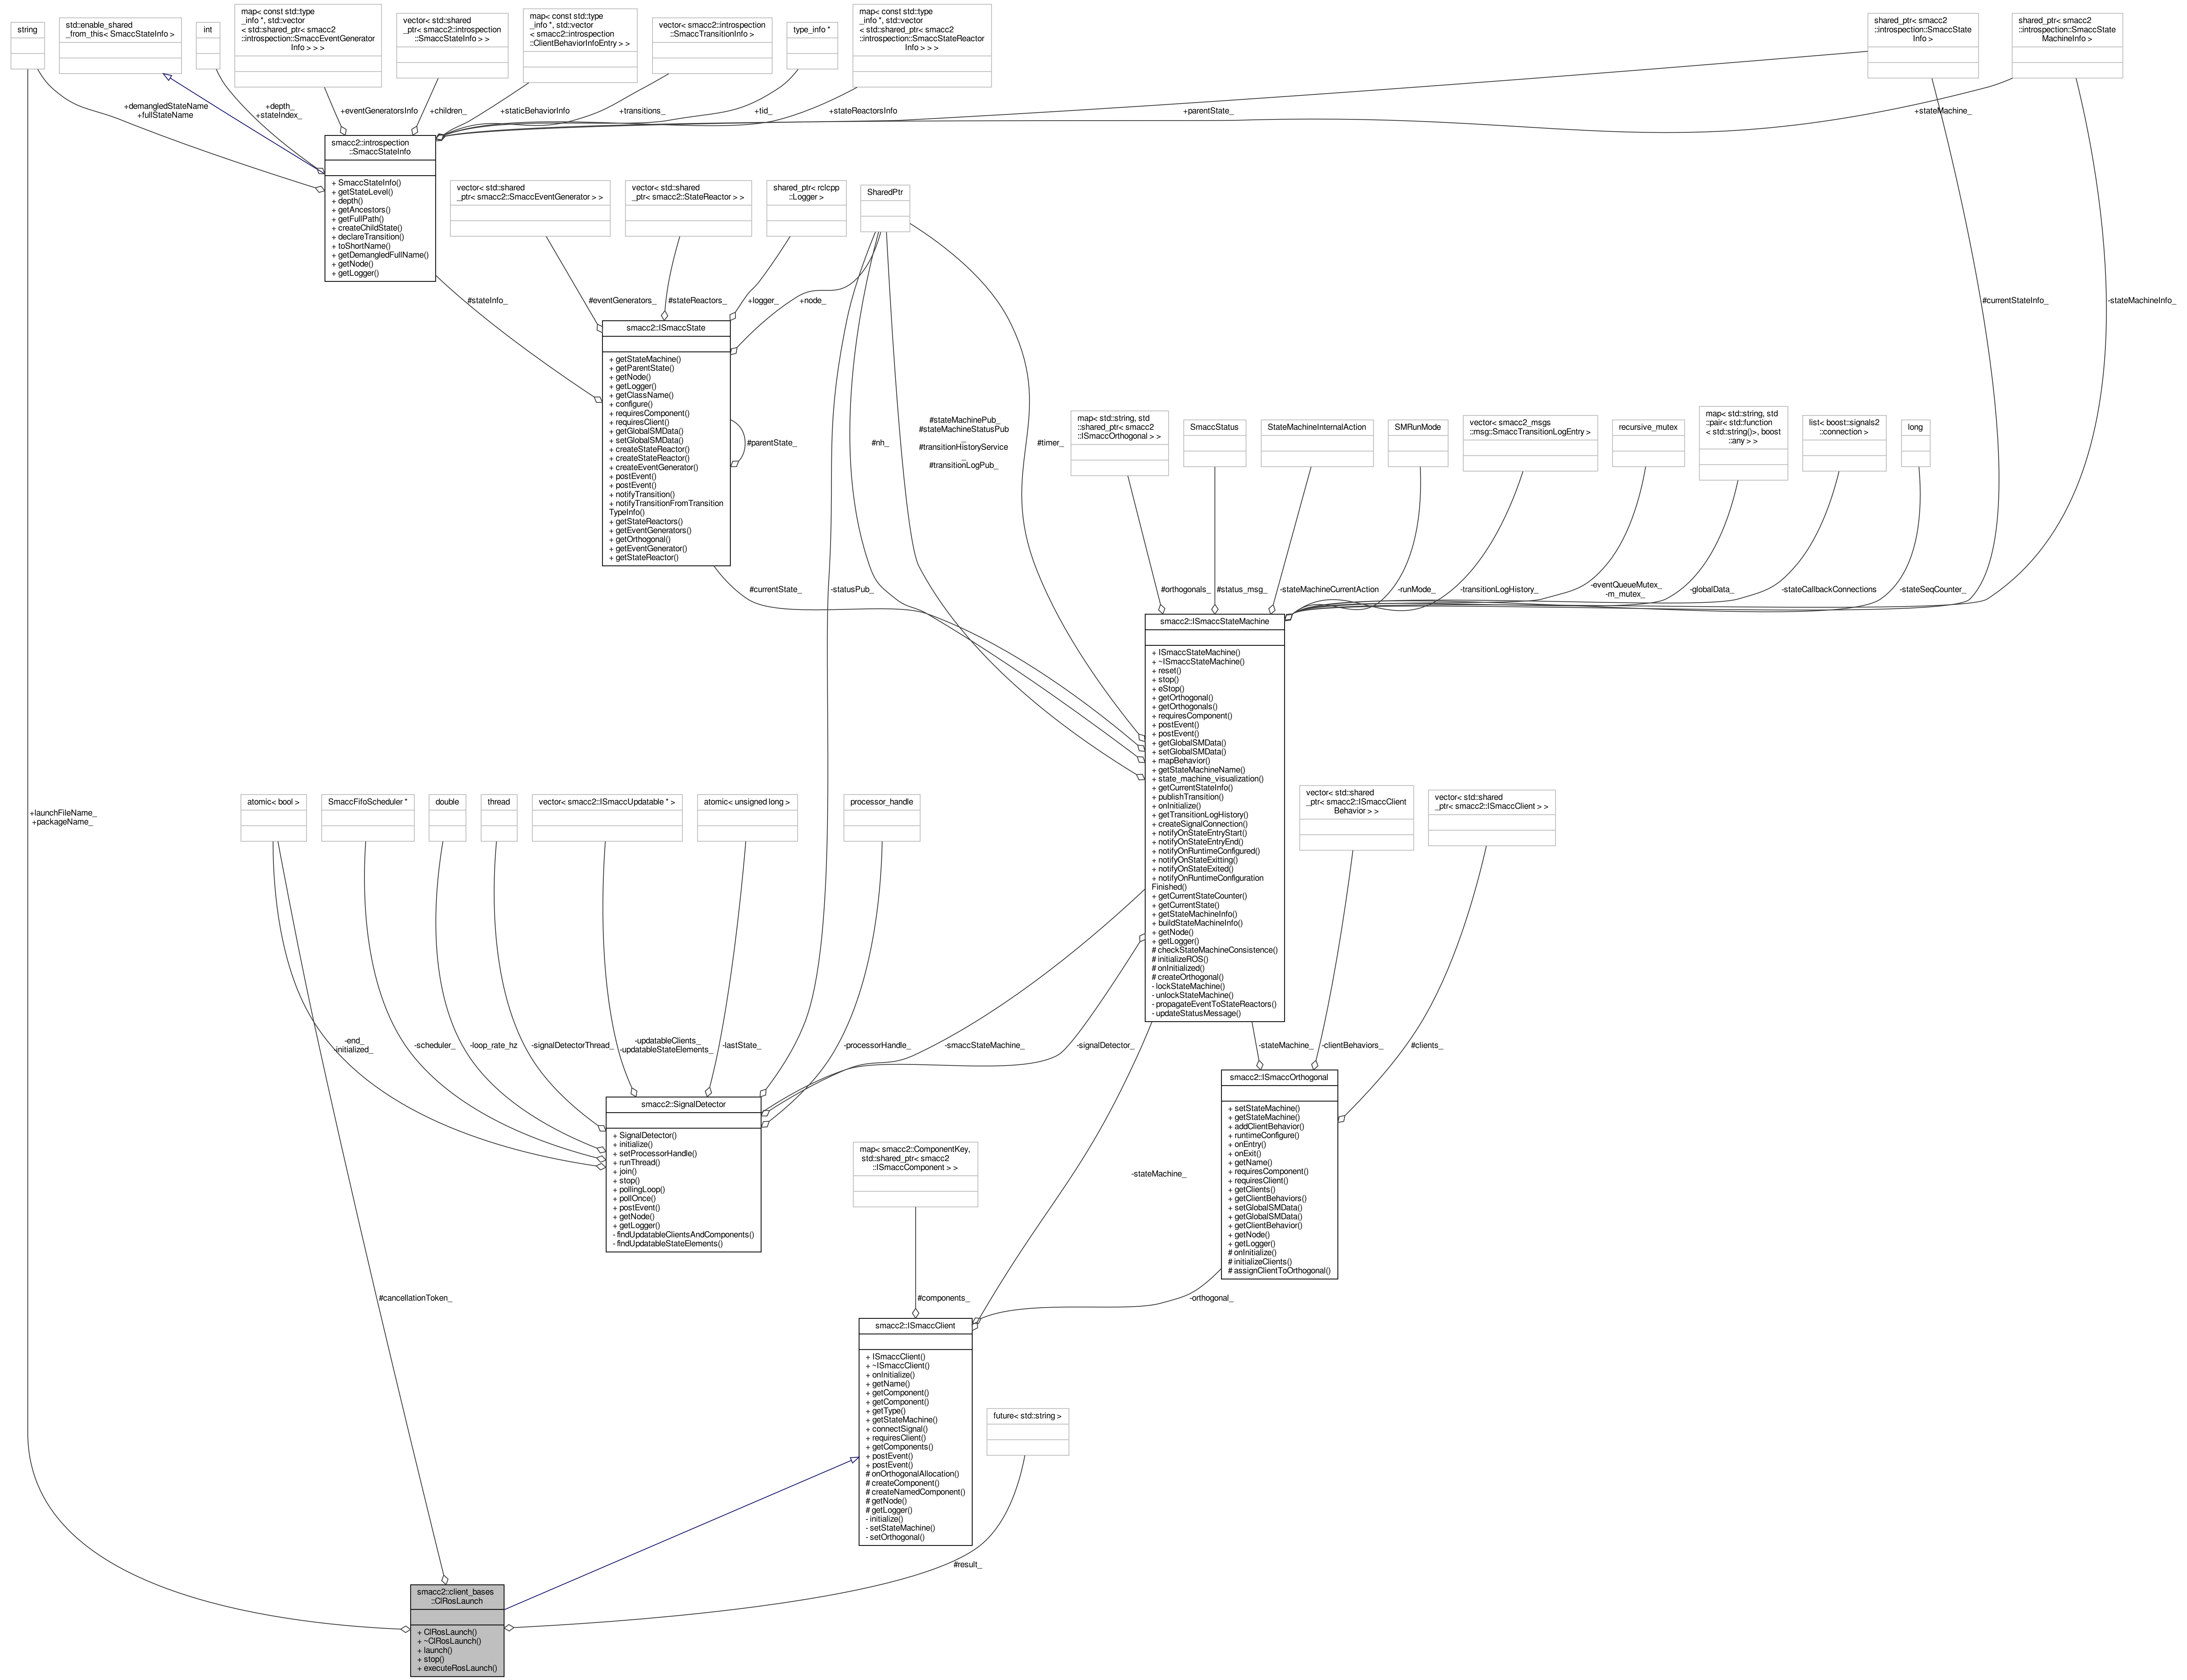 string
std::enable_shared
_from_this< SmaccStateInfo >
int
map< const std::type
_info *, std::vector
< std::shared_ptr< smacc2
::introspection::SmaccEventGenerator
Info > > >
vector< std::shared
_ptr< smacc2::introspection
::SmaccStateInfo > >
map< const std::type
_info *, std::vector
< smacc2::introspection
::ClientBehaviorInfoEntry > >
vector< smacc2::introspection
::SmaccTransitionInfo >
type_info *
map< const std::type
_info *, std::vector
< std::shared_ptr< smacc2
::introspection::SmaccStateReactor
Info > > >
shared_ptr< smacc2
::introspection::SmaccState
Info >
shared_ptr< smacc2
::introspection::SmaccState
MachineInfo >
+demangledStateName
+fullStateName
+depth_
+stateIndex_
+eventGeneratorsInfo
+children_
+staticBehaviorInfo
+transitions_
+tid_
+stateReactorsInfo
+parentState_
+stateMachine_
smacc2::introspection
::SmaccStateInfo
+ SmaccStateInfo()
+ getStateLevel()
+ depth()
+ getAncestors()
+ getFullPath()
+ createChildState()
+ declareTransition()
+ toShortName()
+ getDemangledFullName()
+ getNode()
+ getLogger()
vector< std::shared
_ptr< smacc2::SmaccEventGenerator > >
vector< std::shared
_ptr< smacc2::StateReactor > >
shared_ptr< rclcpp
::Logger >
SharedPtr
#stateInfo_
#eventGenerators_
#stateReactors_
+logger_
+node_
#currentStateInfo_
-stateMachineInfo_
smacc2::ISmaccState
+ getStateMachine()
+ getParentState()
+ getNode()
+ getLogger()
+ getClassName()
+ configure()
+ requiresComponent()
+ requiresClient()
+ getGlobalSMData()
+ setGlobalSMData()
+ createStateReactor()
+ createStateReactor()
+ createEventGenerator()
+ postEvent()
+ postEvent()
+ notifyTransition()
+ notifyTransitionFromTransition
TypeInfo()
+ getStateReactors()
+ getEventGenerators()
+ getOrthogonal()
+ getEventGenerator()
+ getStateReactor()
#parentState_
#nh_
#stateMachinePub_
#stateMachineStatusPub
_
#transitionHistoryService
_
#transitionLogPub_
#timer_
map< std::string, std
::shared_ptr< smacc2
::ISmaccOrthogonal > >
SmaccStatus
StateMachineInternalAction
SMRunMode
vector< smacc2_msgs
::msg::SmaccTransitionLogEntry >
recursive_mutex
map< std::string, std
::pair< std::function
< std::string()>, boost
::any > >
list< boost::signals2
::connection >
long
#currentState_
-statusPub_
#orthogonals_
#status_msg_
-stateMachineCurrentAction
-runMode_
-transitionLogHistory_
-eventQueueMutex_
-m_mutex_
-globalData_
-stateCallbackConnections
-stateSeqCounter_
smacc2::ISmaccStateMachine
+ ISmaccStateMachine()
+ ~ISmaccStateMachine()
+ reset()
+ stop()
+ eStop()
+ getOrthogonal()
+ getOrthogonals()
+ requiresComponent()
+ postEvent()
+ postEvent()
+ getGlobalSMData()
+ setGlobalSMData()
+ mapBehavior()
+ getStateMachineName()
+ state_machine_visualization()
+ getCurrentStateInfo()
+ publishTransition()
+ onInitialize()
+ getTransitionLogHistory()
+ createSignalConnection()
+ notifyOnStateEntryStart()
+ notifyOnStateEntryEnd()
+ notifyOnRuntimeConfigured()
+ notifyOnStateExitting()
+ notifyOnStateExited()
+ notifyOnRuntimeConfiguration
Finished()
+ getCurrentStateCounter()
+ getCurrentState()
+ getStateMachineInfo()
+ buildStateMachineInfo()
+ getNode()
+ getLogger()
# checkStateMachineConsistence()
# initializeROS()
# onInitialized()
# createOrthogonal()
- lockStateMachine()
- unlockStateMachine()
- propagateEventToStateReactors()
- updateStatusMessage()
+launchFileName_
+packageName_
atomic< bool >
SmaccFifoScheduler *
double
thread
vector< smacc2::ISmaccUpdatable * >
atomic< unsigned long >
processor_handle
vector< std::shared
_ptr< smacc2::ISmaccClient
Behavior > >
vector< std::shared
_ptr< smacc2::ISmaccClient > >
-end_
-initialized_
-scheduler_
-loop_rate_hz
-signalDetectorThread_
-updatableClients_
-updatableStateElements_
-lastState_
-processorHandle_
-smaccStateMachine_
-signalDetector_
-stateMachine_
-clientBehaviors_
#clients_
smacc2::SignalDetector
+ SignalDetector()
+ initialize()
+ setProcessorHandle()
+ runThread()
+ join()
+ stop()
+ pollingLoop()
+ pollOnce()
+ postEvent()
+ getNode()
+ getLogger()
- findUpdatableClientsAndComponents()
- findUpdatableStateElements()
smacc2::ISmaccOrthogonal
+ setStateMachine()
+ getStateMachine()
+ addClientBehavior()
+ runtimeConfigure()
+ onEntry()
+ onExit()
+ getName()
+ requiresComponent()
+ requiresClient()
+ getClients()
+ getClientBehaviors()
+ setGlobalSMData()
+ getGlobalSMData()
+ getClientBehavior()
+ getNode()
+ getLogger()
# onInitialize()
# initializeClients()
# assignClientToOrthogonal()
map< smacc2::ComponentKey,
std::shared_ptr< smacc2
::ISmaccComponent > >
-stateMachine_
#cancellationToken_
#components_
-orthogonal_
smacc2::ISmaccClient
+ ISmaccClient()
+ ~ISmaccClient()
+ onInitialize()
+ getName()
+ getComponent()
+ getComponent()
+ getType()
+ getStateMachine()
+ connectSignal()
+ requiresClient()
+ getComponents()
+ postEvent()
+ postEvent()
# onOrthogonalAllocation()
# createComponent()
# createNamedComponent()
# getNode()
# getLogger()
- initialize()
- setStateMachine()
- setOrthogonal()
future< std::string >
#result_
smacc2::client_bases
::ClRosLaunch
+ ClRosLaunch()
+ ~ClRosLaunch()
+ launch()
+ stop()
+ executeRosLaunch()